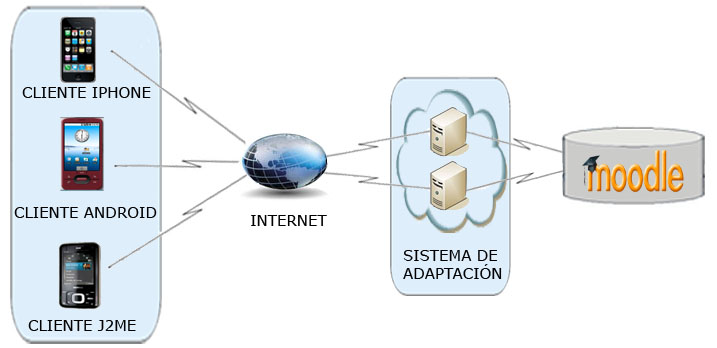 CLIENTE IPHONE
CLIENTE ANDROID
CLIENTE J2ME
INTERNET
SISTEMA DE
ADAPTACIÓN
moodle